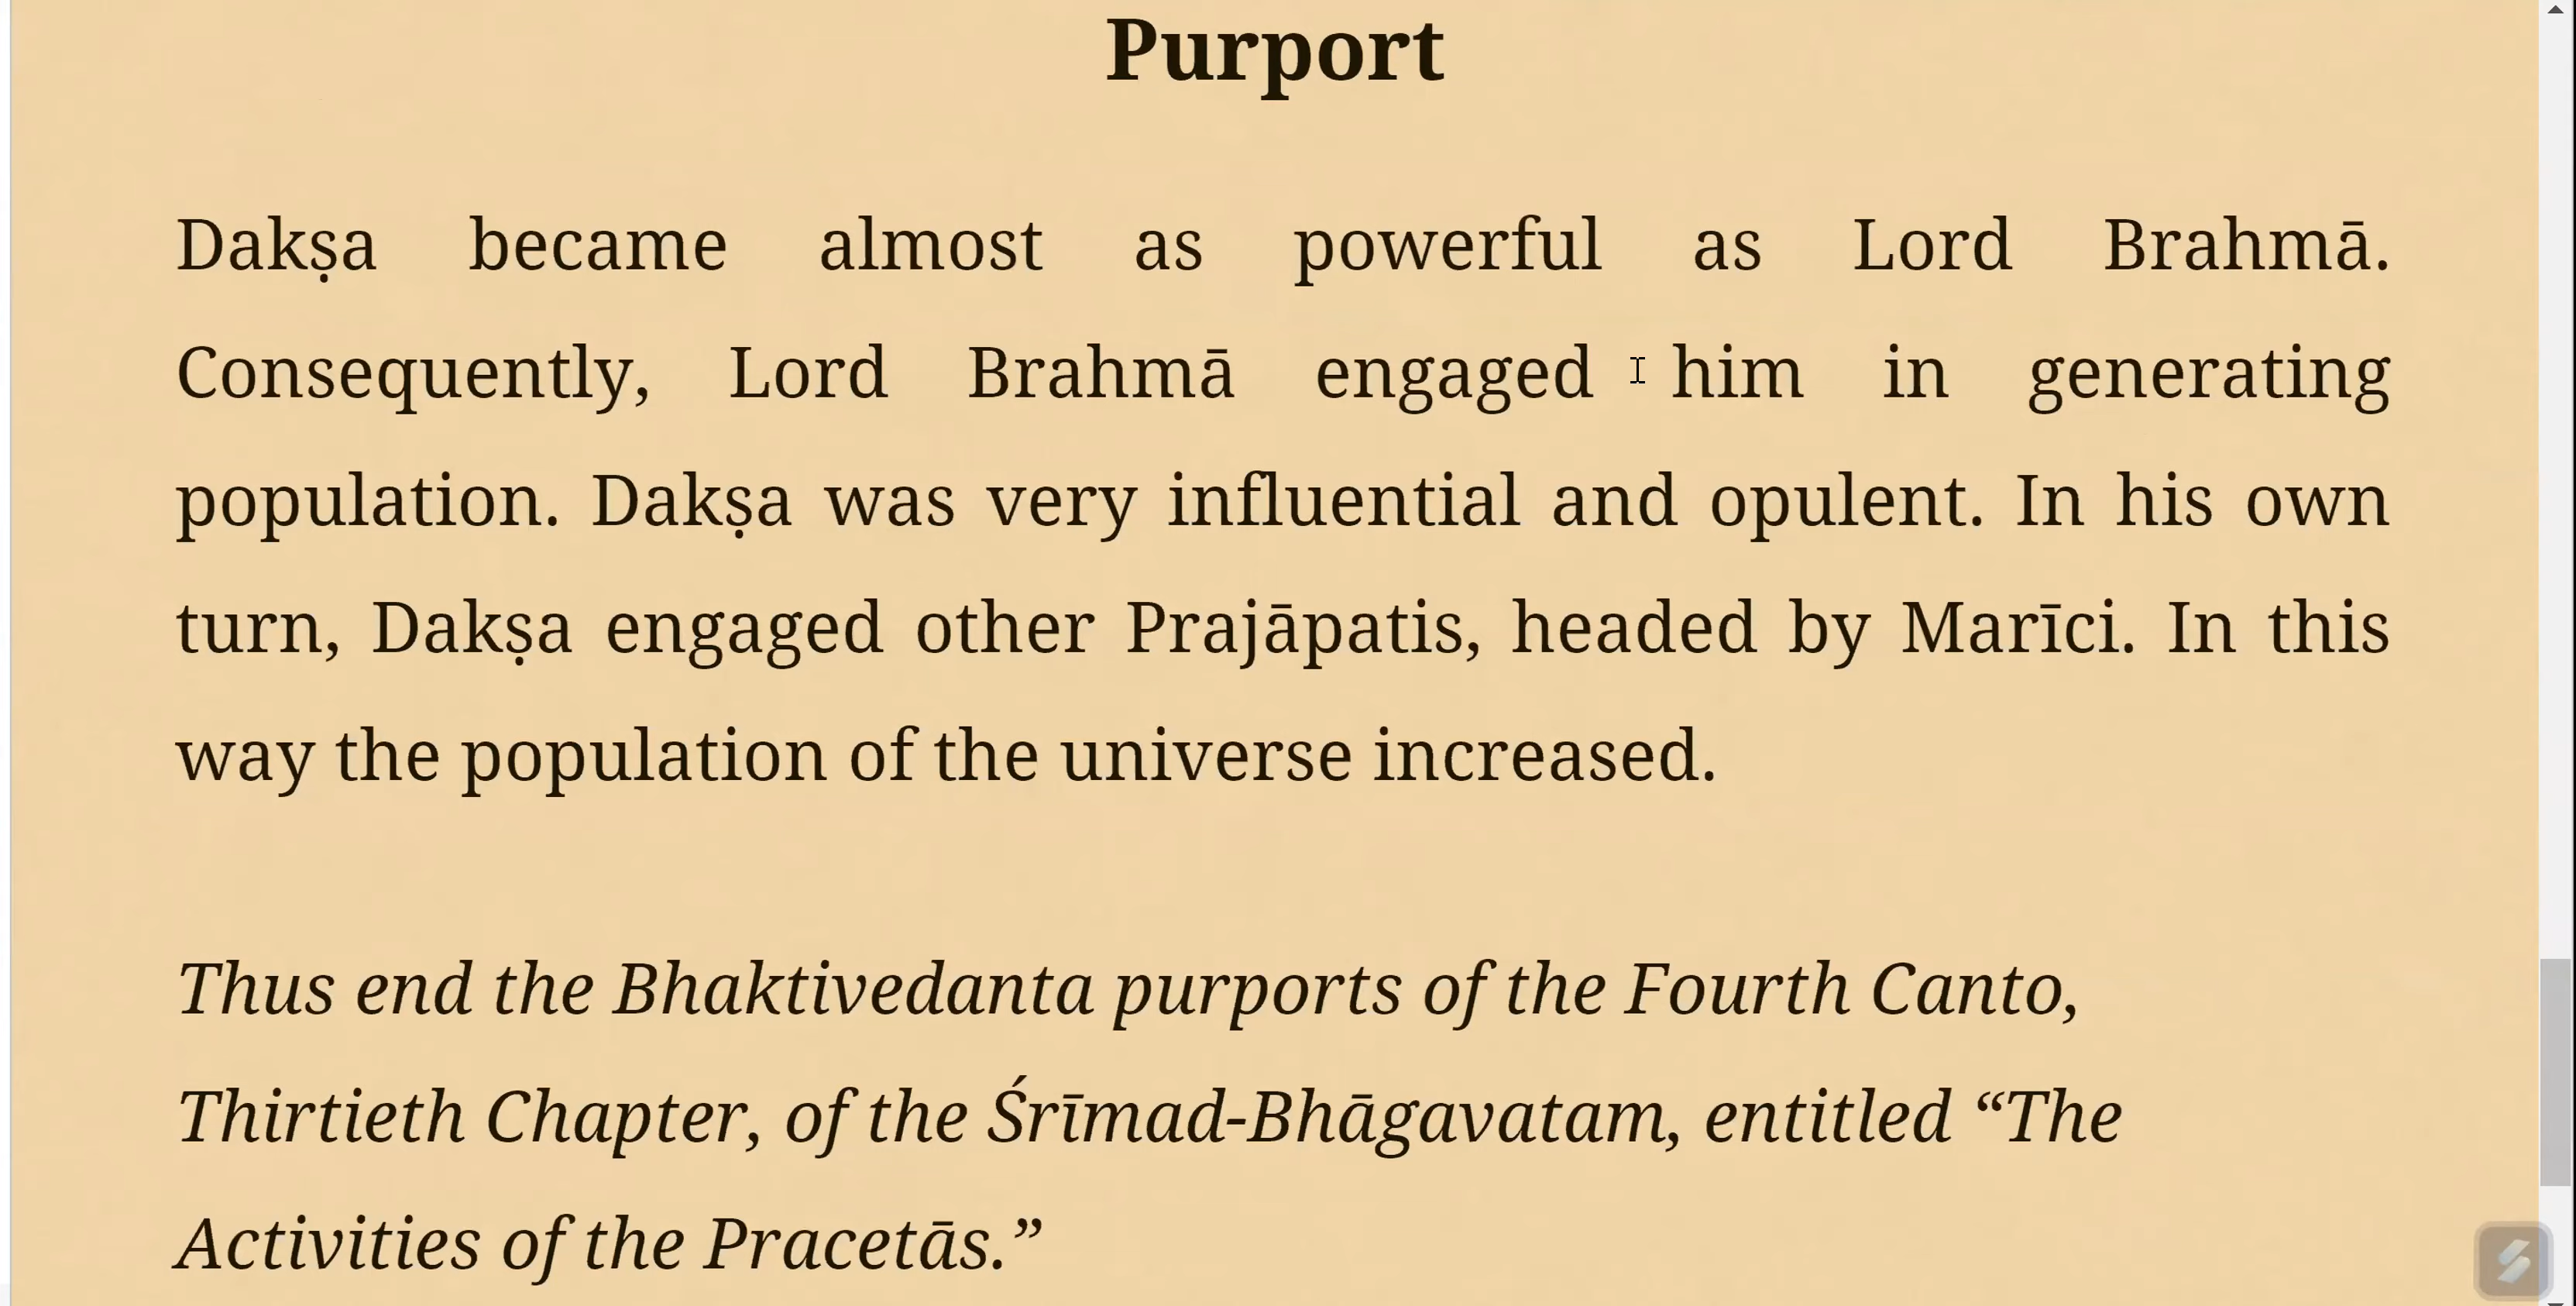 Purport
Dakṣa became almost as powerful as Lord Brahmā.
Consequently, Lord Brahmā engaged him in generating
population. Dakṣa was very influential and opulent. In his own
turn, Dakṣa engaged other Prajāpatis, headed by Marīci. In this
way the population of the universe increased.
Thus end the Bhaktivedanta purports of the Fourth Canto,
Thirtieth Chapter, of the Śrīmad-Bhāgavatam, entitled “The
Activities of the Pracetās.”